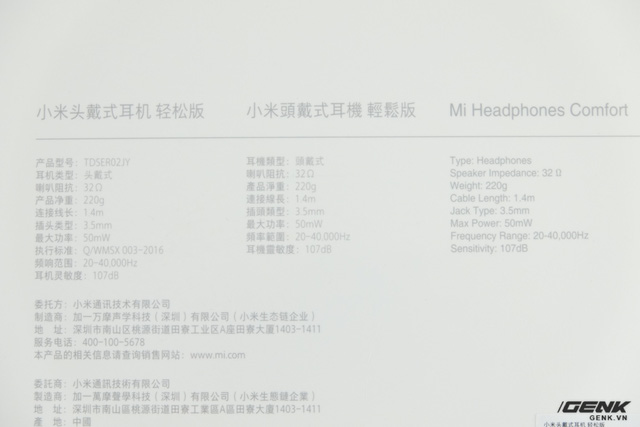 小米头戴式耳机 轻松版
产品型号：TDSER02JY
耳机类型：头戴式
喇叭阻抗：32Ω
产品净重：220g
连接线长：1.4m
插头类型：3.5mm
最大功率：50mW
执行标准：Q/WMSX 003-2016
频响范围：20-40,000Hz
耳机灵敏度：107dB
小米頭戴式耳機 輕鬆版
耳機類型：頭戴式
喇叭阻抗：32Ω
產品淨重：220g
連接線長：1.4m
插頭類型：3.5mm
最大功率：50mW
頻率範圍：20-40,000Hz
耳機靈敏度：107dB
Mi Headphones Comfort
Type: Headphones
Speaker Impedance: 32 Ω
Weight: 220g
Cable Length: 1.4m
Jack Type: 3.5mm
Max Power: 50mW
Frequency Range: 20-40,000Hz
Sensitivity: 107dB
委托方：小米通讯技术有限公司
制造商：加一万摩声学科技（深圳）有限公司（小米生态链企业）
地 址：深圳市南山区桃源街道田寮工业区A座田寮大厦1403-1411
服务电话：400-100-5678
本产品的相关信息请查询销售网站：www.mi.com
委託商：小米通訊技術有限公司
製造商：加一萬摩聲學科技（深圳）有限公司（小米生態鏈企業）
地 址：深圳市南山區桃源街道田寮工業區A區田寮大廈1403-1411
產 地：中國
GENK
GENK.VN
小米头戴式耳机 轻松版